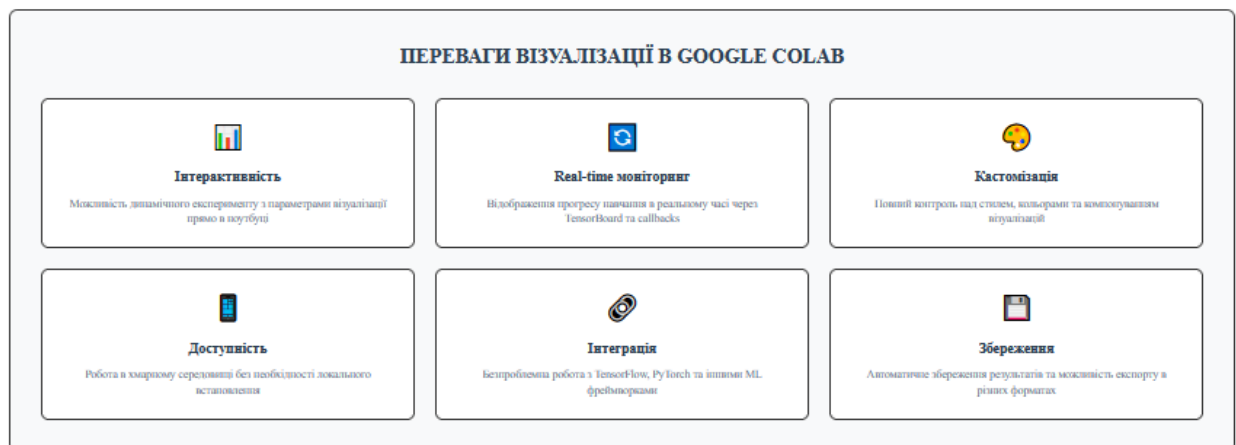 ПЕРЕВАГИ ВІЗУАЛІЗАЦІЇ В GOOGLE COLAB
Інтерактивність
Можливість динамічного експерименту з параметрами візуалізації
прямо в ноутбуці
Real-time моніторинг
Відображення прогресу навчання в реальному часі через
TensorBoard та callbacks
Кастомізація
Повний контроль над стилем, кольорами та компонуванням
візуалізацій
Доступність
Робота в хмарному середовищі без необхідності локального
встановлення
Інтеграція
Безпроблемна робота з TensorFlow, PyTorch та іншими ML
фреймворками
Збереження
Автоматичне збереження результатів та можливість експорту в
різних форматах